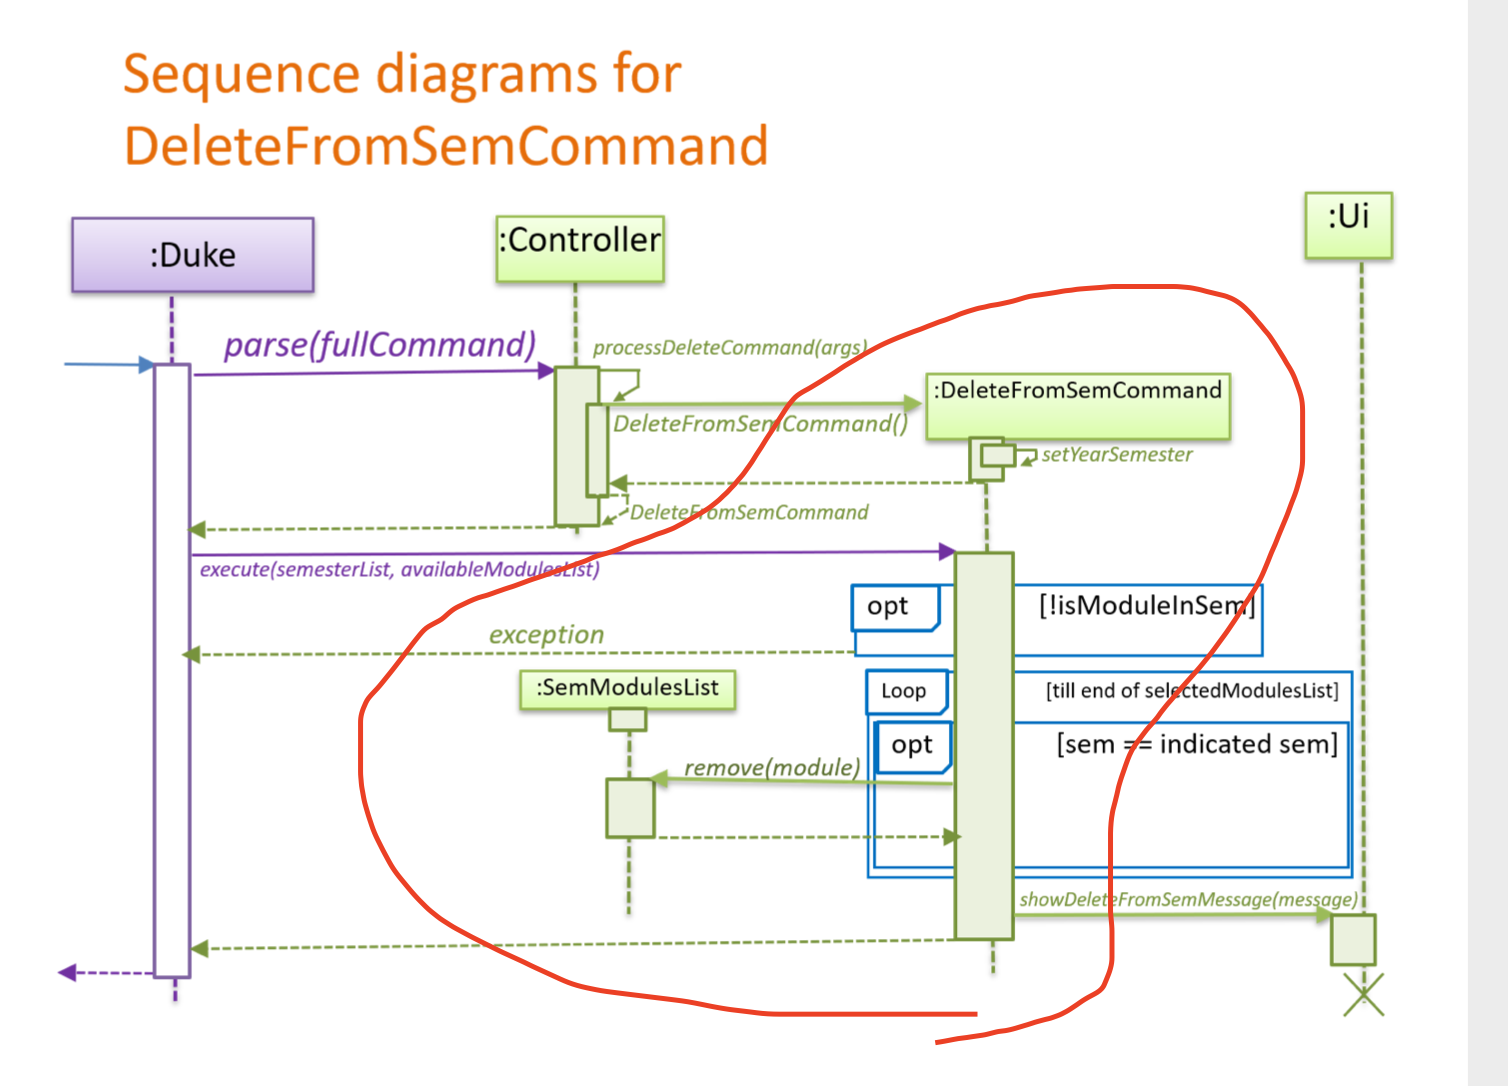 Sequence diagrams for
DeleteFromSemCommand
:Duke
:Controller
:Ui
parse(fullCommand)
processDeleteCommand(args)
:DeleteFromSemCommand
DeleteFromSemCommand()
setYearSemester
DeleteFromSemCommand
execute(semesterList, availableModulesList)
opt
[!isModuleInSem]
exception
:SemModulesList
Loop
[till end of selectedModulesList]
opt
[sem == indicated sem]
remove(module)
showDeleteFromSemMessage(message)